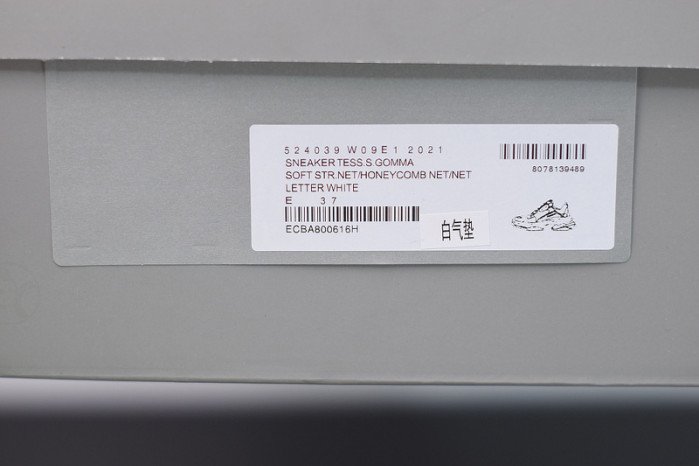 524039 W09E1 2021
SNEAKER TESS.S.GOMMA
SOFT STR.NET/HONEYCOMB NET/NET
LETTER WHITE
E 37
ECBA800616H
8078139489
白气垫